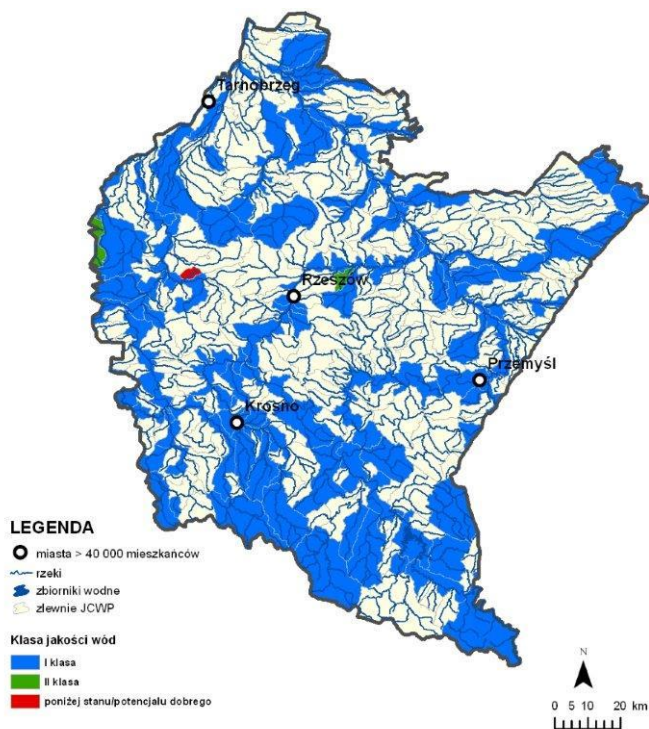 Tarnobrzeg
Rzeszów
Przemyśl
Krosno
LEGENDA
miasta > 40 000 mieszkańców
rzeki
zbiorniki wodne
zlewnie JCWP
Klasa jakości wód
I klasa
II klasa
poniżej stanu/potencjału dobrego
N
0 5 10 20 km